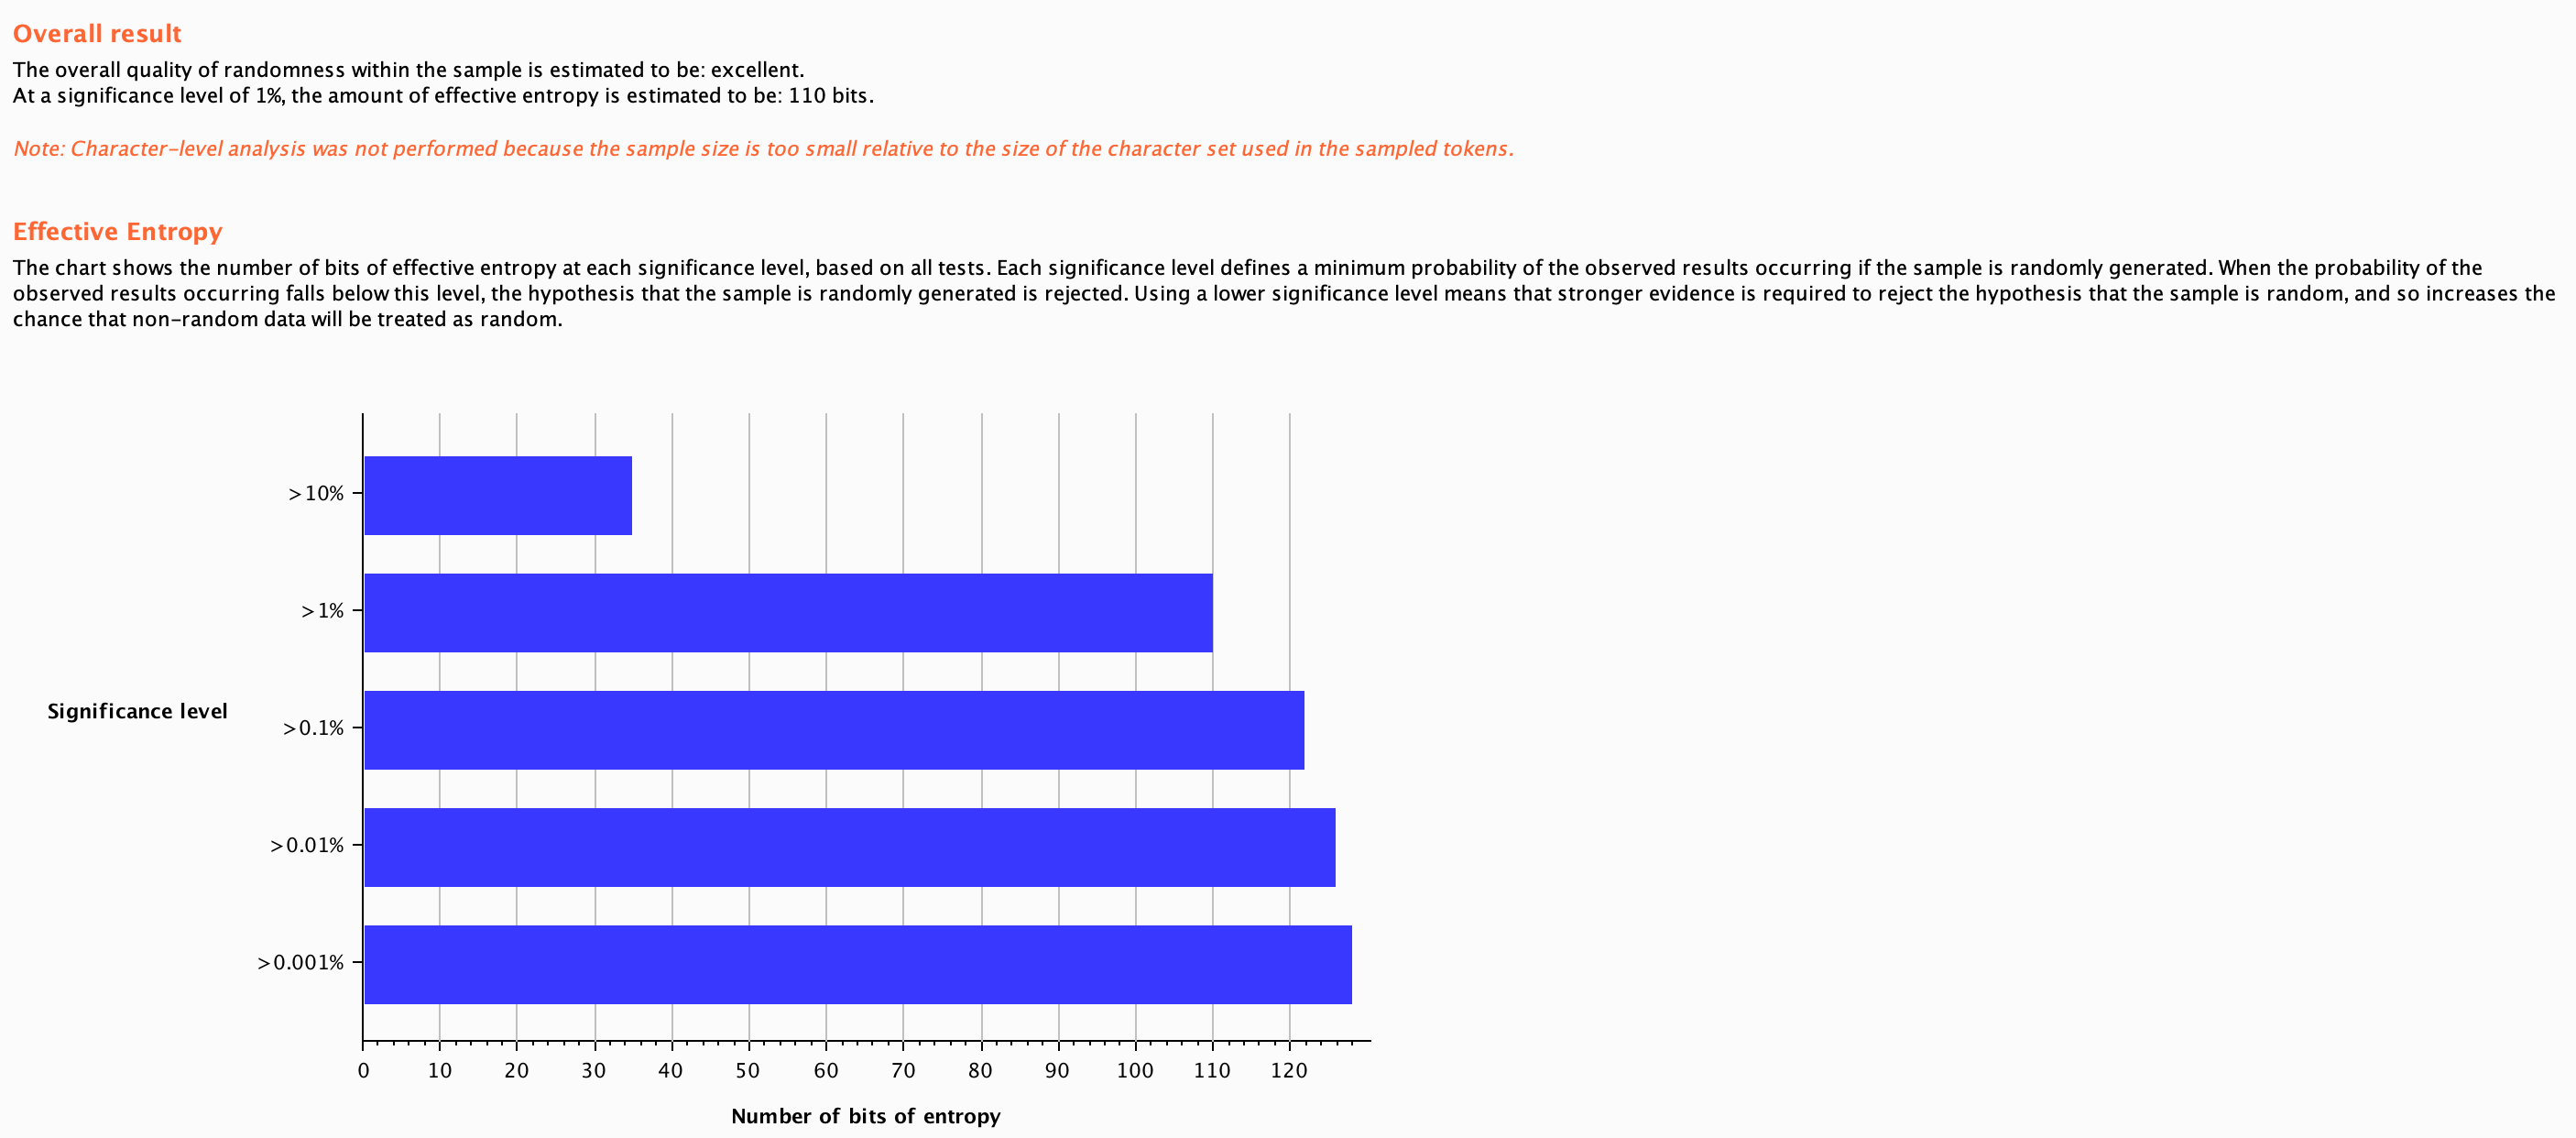 Overall result
The overall quality of randomness within the sample is estimated to be: excellent.
At a significance level of 1%, the amount of effective entropy is estimated to be: 110 bits.
Note: Character-level analysis was not performed because the sample size is too small relative to the size of the character set used in the sampled tokens.
Effective Entropy
The chart shows the number of bits of effective entropy at each significance level, based on all tests. Each significance level defines a minimum probability of the observed results occurring if the sample is randomly generated. When the probability of the
observed results occurring falls below this level, the hypothesis that the sample is randomly generated is rejected. Using a lower significance level means that stronger evidence is required to reject the hypothesis that the sample is random, and so increases the
chance that non-random data will be treated as random.
>10%
>1%
Significance level
>0.1%
>0.01%
>0.001%
0 10 20 30 40 50 60 70 80 90 100 110 120
Number of bits of entropy